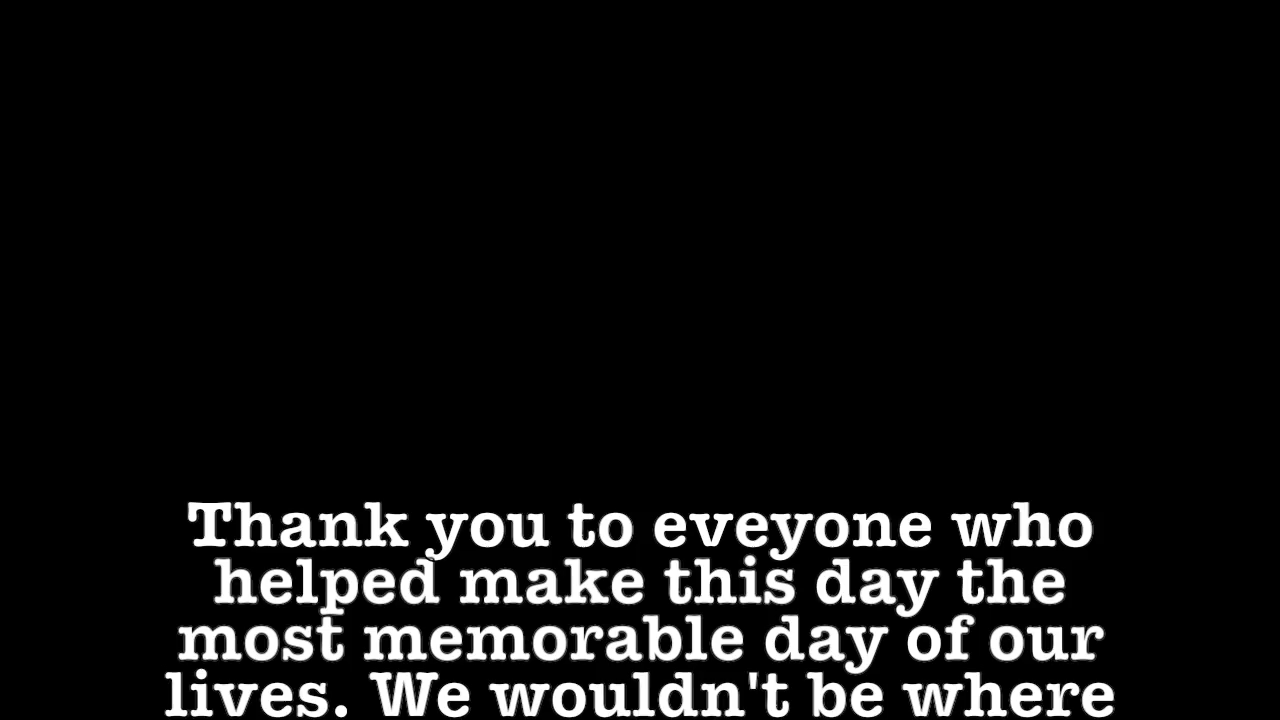 Thank you to eveyone who
helped make this day the
most memorable day of our
lives. We wouldn't be where